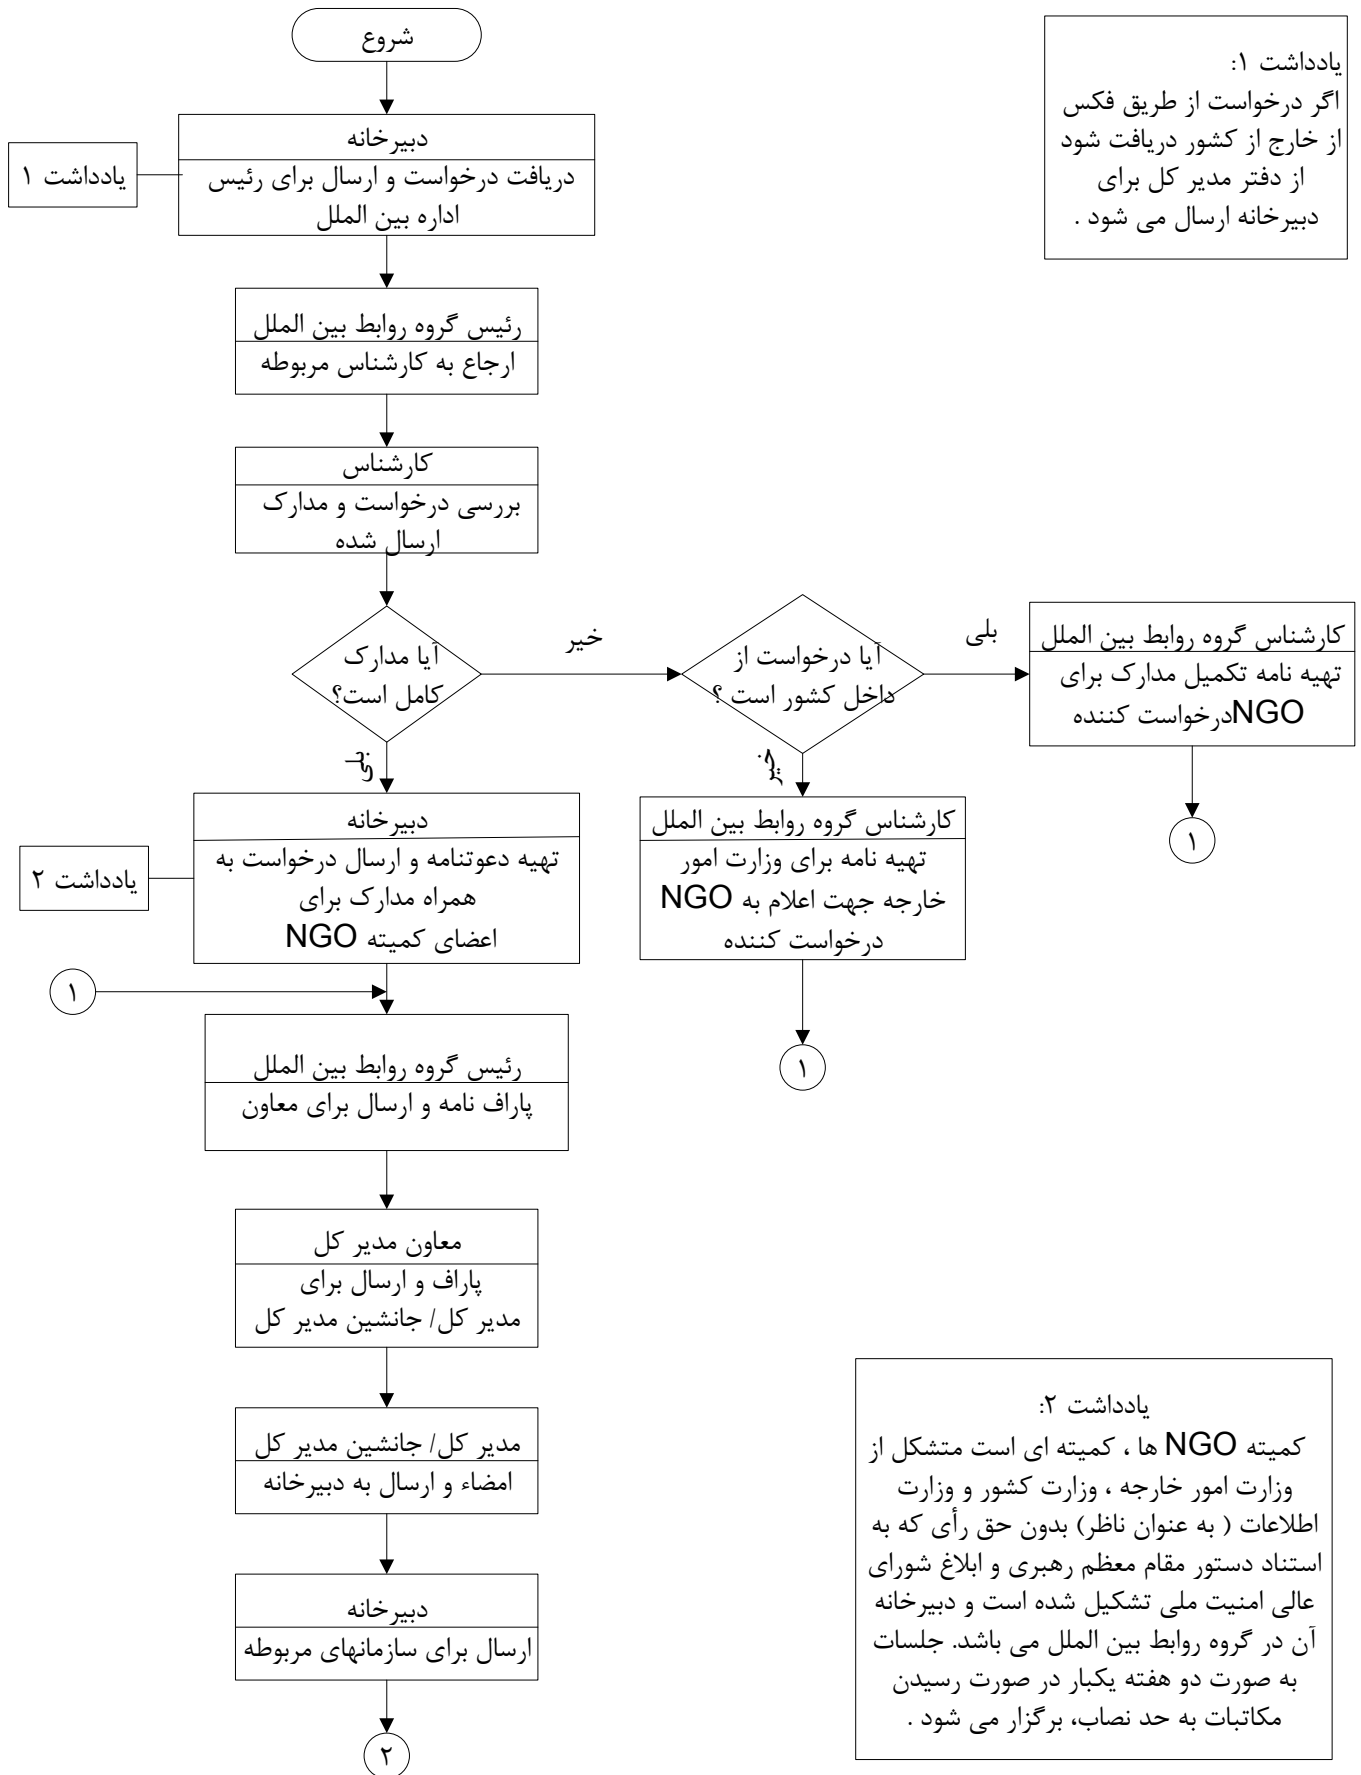 شروع
یادداشت ۱:
اگر درخواست از طریق فکس
از خارج از کشور دریافت شود
از دفتر مدیر کل برای
دبیرخانه ارسال می شود .
دبیرخانه
دریافت درخواست و ارسال برای رئیس
اداره بین الملل
یادداشت ۱
رئیس گروه روابط بین الملل
ارجاع به کارشناس مربوطه
کارشناس
بررسی درخواست و مدارک
ارسال شده
آیا مدارک
کامل است؟
خیر
بلی
آیا درخواست از
داخل کشور است ؟
بلی
خیر
کارشناس گروه روابط بین الملل
تهیه نامه تکمیل مدارک برای
NGOدرخواست کننده
۱
کارشناس گروه روابط بین الملل
تهیه نامه برای وزارت امور
خارجه جهت اعلام به NGO
درخواست کننده
۱
دبیرخانه
تهیه دعوتنامه و ارسال درخواست به
همراه مدارک برای
اعضای کمیته NGO
یادداشت ۲
۱
رئیس گروه روابط بین الملل
پاراف نامه و ارسال برای معاون
معاون مدیر کل
پاراف و ارسال برای
مدیر کل/ جانشین مدیر کل
مدیر کل/ جانشین مدیر کل
امضاء و ارسال به دبیرخانه
دبیرخانه
ارسال برای سازمانهای مربوطه
۲
یادداشت ۲:
کمیته NGO ها ، کمیته ای است متشکل از
وزارت امور خارجه ، وزارت کشور و وزارت
اطلاعات ( به عنوان ناظر) بدون حق رأی که به
استناد دستور مقام معظم رهبری و ابلاغ شورای
عالی امنیت ملی تشکیل شده است و دبیرخانه
آن در گروه روابط بین الملل می باشد. جلسات
به صورت دو هفته یکبار در صورت رسیدن
مکاتبات به حد نصاب، برگزار می شود .